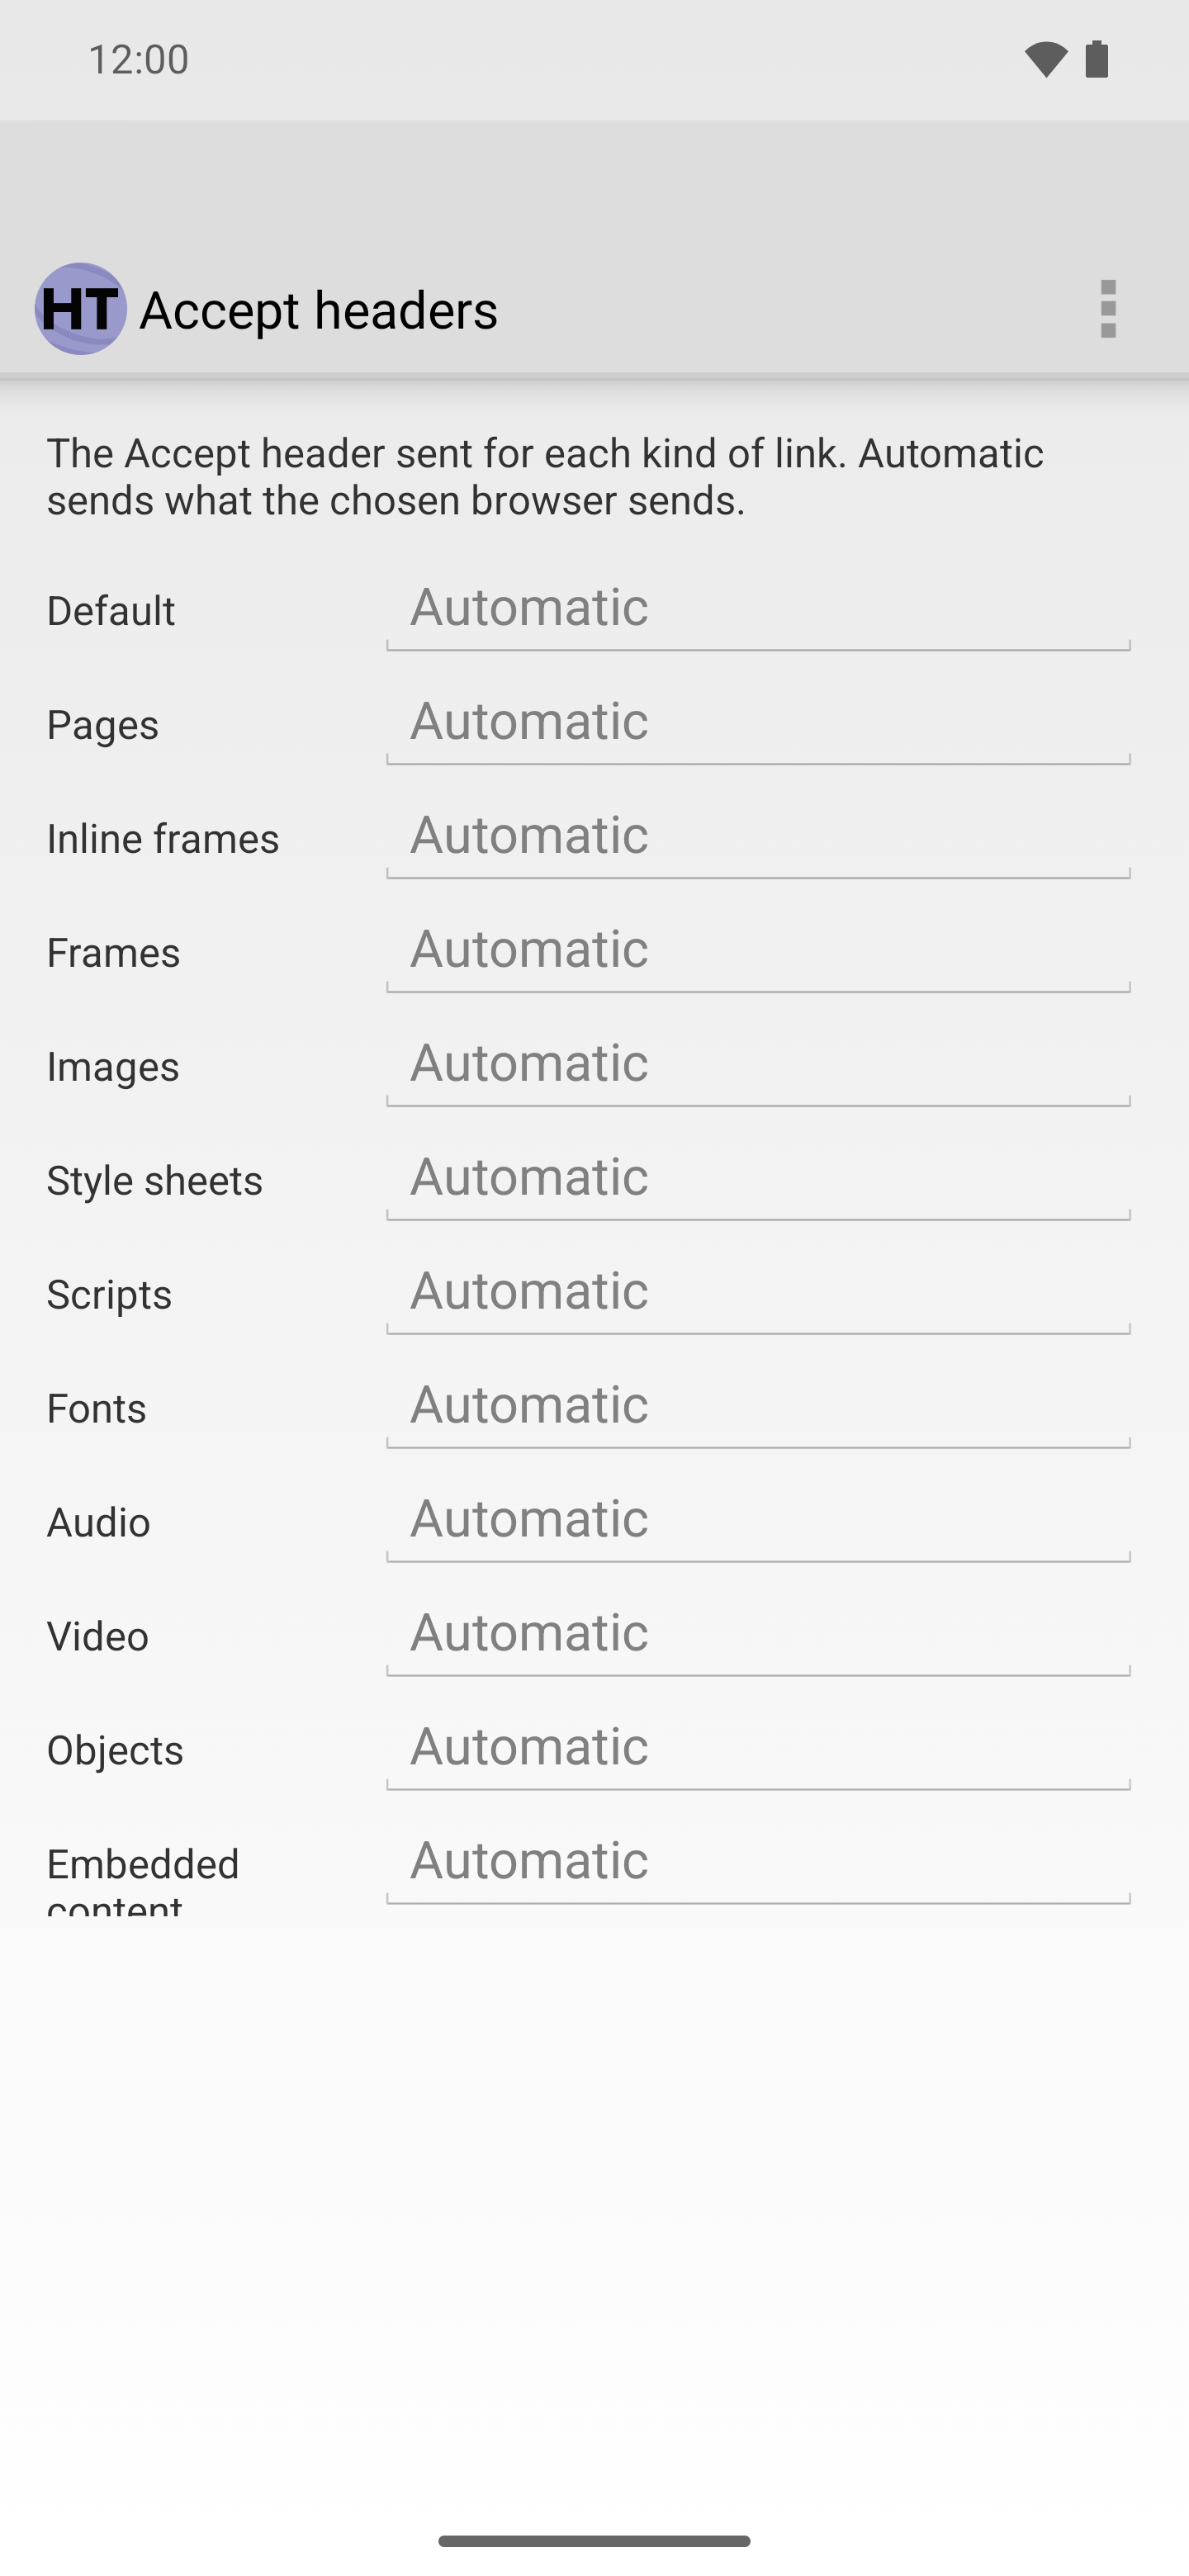 12:00
HT Accept headers
The Accept header sent for each kind of link. Automatic
sends what the chosen browser sends.
Default Automatic
Pages Automatic
Inline frames Automatic
Frames Automatic
Images Automatic
Style sheets Automatic
Scripts Automatic
Fonts Automatic
Audio Automatic
Video Automatic
Objects Automatic
Embedded Automatic
content